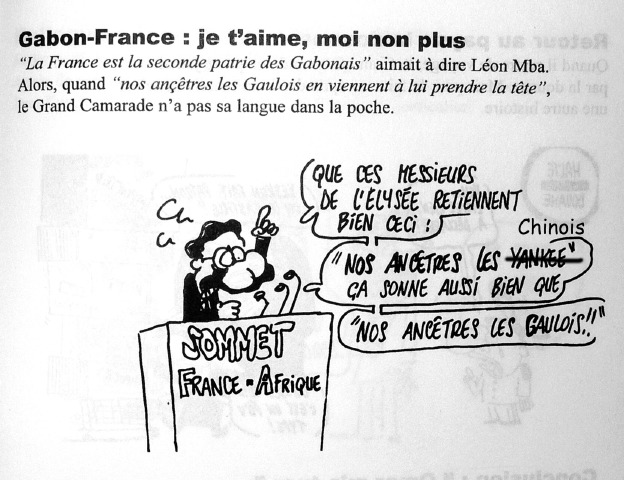 Gabon-France : je t'aime, moi non plus
"La France est la seconde patrie des Gabonais" aimait à dire Léon Mba.
Alors, quand "nos ançêtres les Gaulois en viennent à lui prendre la tête",
le Grand Camarade n'a pas sa langue dans la poche.
QUE CES MESSIEURS
DE L'ÉLYSÉE RETIENNENT
BIEN CECI :
Chinois
"NOS ANCÊTRES LES YANKEE"
ÇA SONNE AUSSI BIEN QUE
"NOS ANCÊTRES LES GAULOIS!!"
SOMMET
FRANCE-AFRIQUE